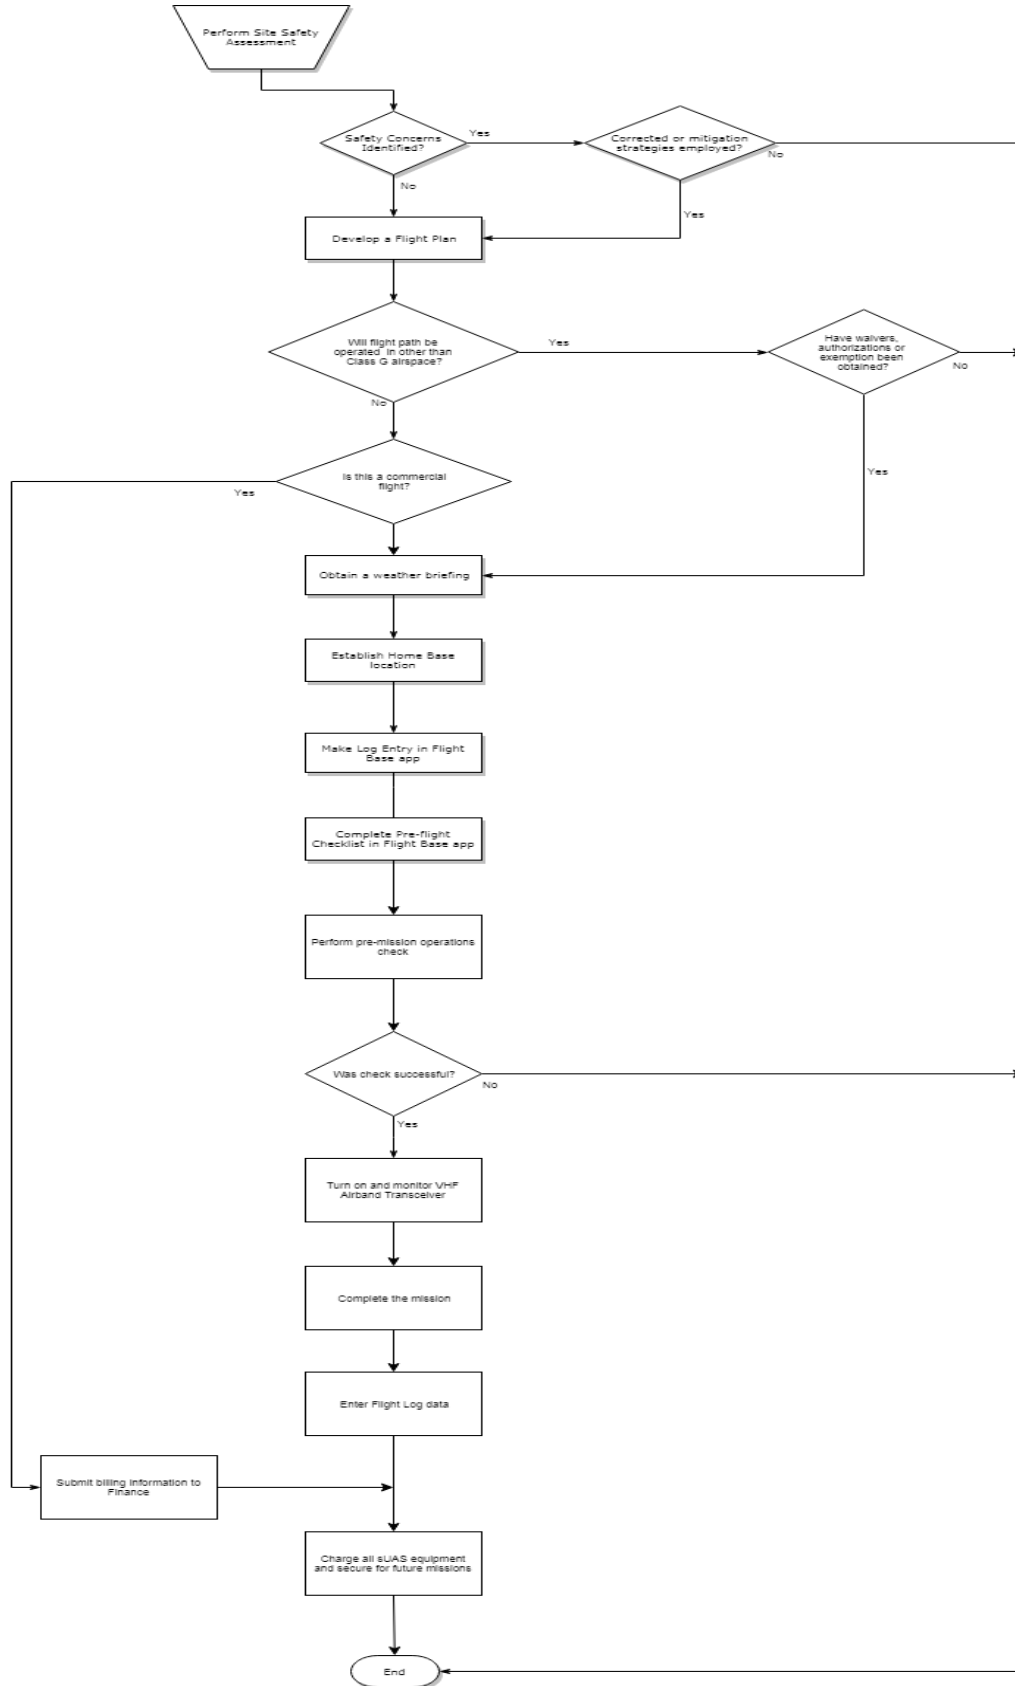 Perform Site Safety
Assessment
Safety Concerns
Identified?
Yes
Corrected or mitigation
strategies employed?
No
No
Yes
Develop a Flight Plan
Will flight path be
operated in other than
Class G airspace?
Yes
Have waivers,
authorizations or
exemption been
obtained?
No
No
Is this a commercial
flight?
Yes
Yes
Obtain a weather briefing
Establish Home Base
location
Make Log Entry in Flight
Base app
Complete Pre-flight
Checklist in Flight Base app
Perform pre-mission operations
check
Was check successful?
No
Yes
Turn on and monitor VHF
Airband Transceiver
Complete the mission
Enter Flight Log data
Submit billing information to
Finance
Charge all sUAS equipment
and secure for future missions
End